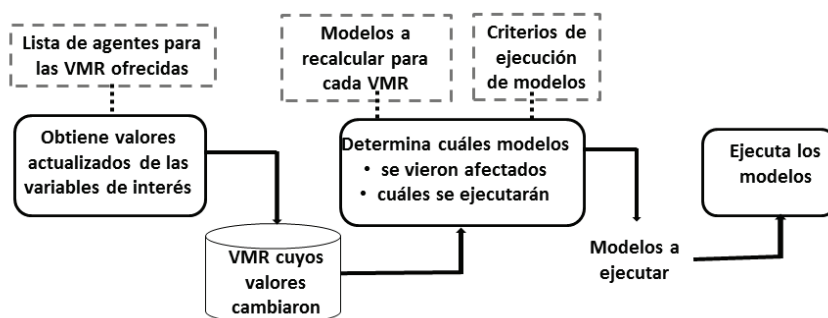 Lista de agentes para
las VMR ofrecidas
Modelos a
recalcular para
cada VMR
Criterios de
ejecución
de modelos
Obtiene valores
actualizados de las
variables de interés
Determina cuáles modelos
• se vieron afectados
• cuáles se ejecutarán
Ejecuta los
modelos
VMR cuyos
valores
cambiaron
Modelos a
ejecutar